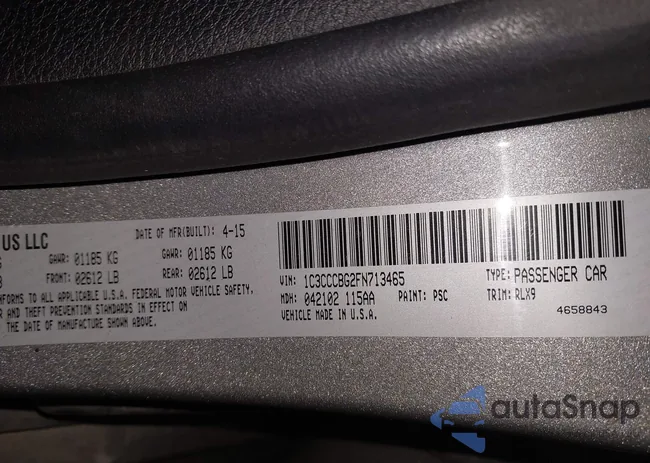 US LLC
DATE OF MFR(BUILT): 4-15
GAWR: 01185 KG
GAWR: 01185 KG
FRONT: 02612 LB
REAR: 02612 LB
TO ALL APPLICABLE U.S.A. FEDERAL MOTOR VEHICLE SAFETY,
AND THEFT PREVENTION STANDARDS IN EFFECT ON
THE DATE OF MANUFACTURE SHOWN ABOVE.
VIN: 1C3CCCBG2FN713465
TYPE: PASSENGER CAR
MDH: 042102 115AA
PAINT: PSC
TRIM: RLX9
VEHICLE MADE IN U.S.A.
4658843
autoSnap